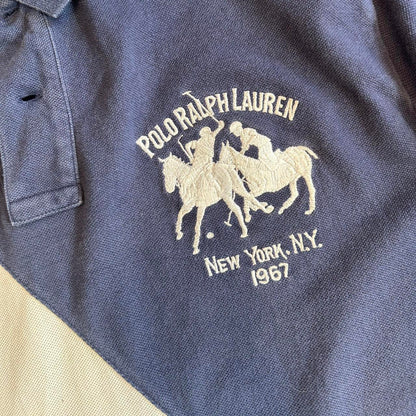 POLO RALPH LAUREN
NEW YORK, N.Y.
1967